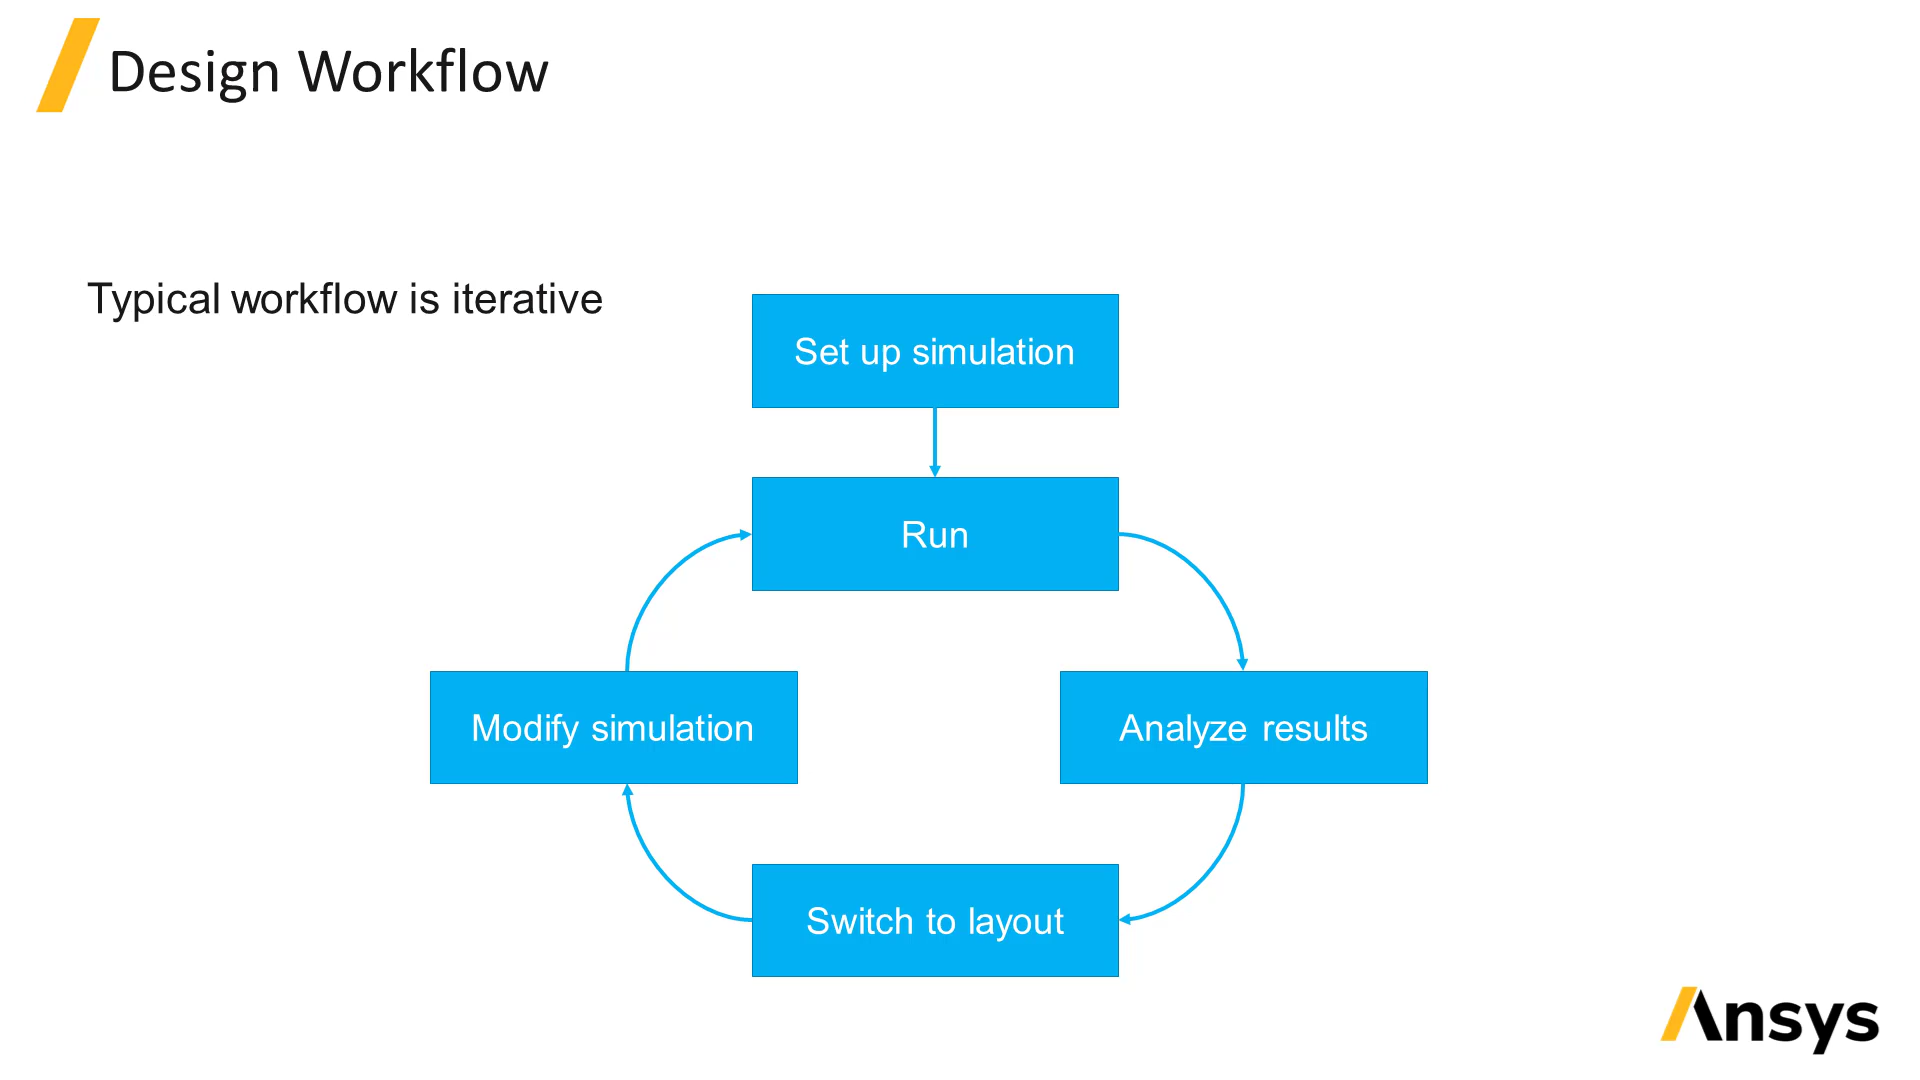 Design Workflow
Typical workflow is iterative
Set up simulation
Run
Modify simulation
Analyze results
Switch to layout
Ansys